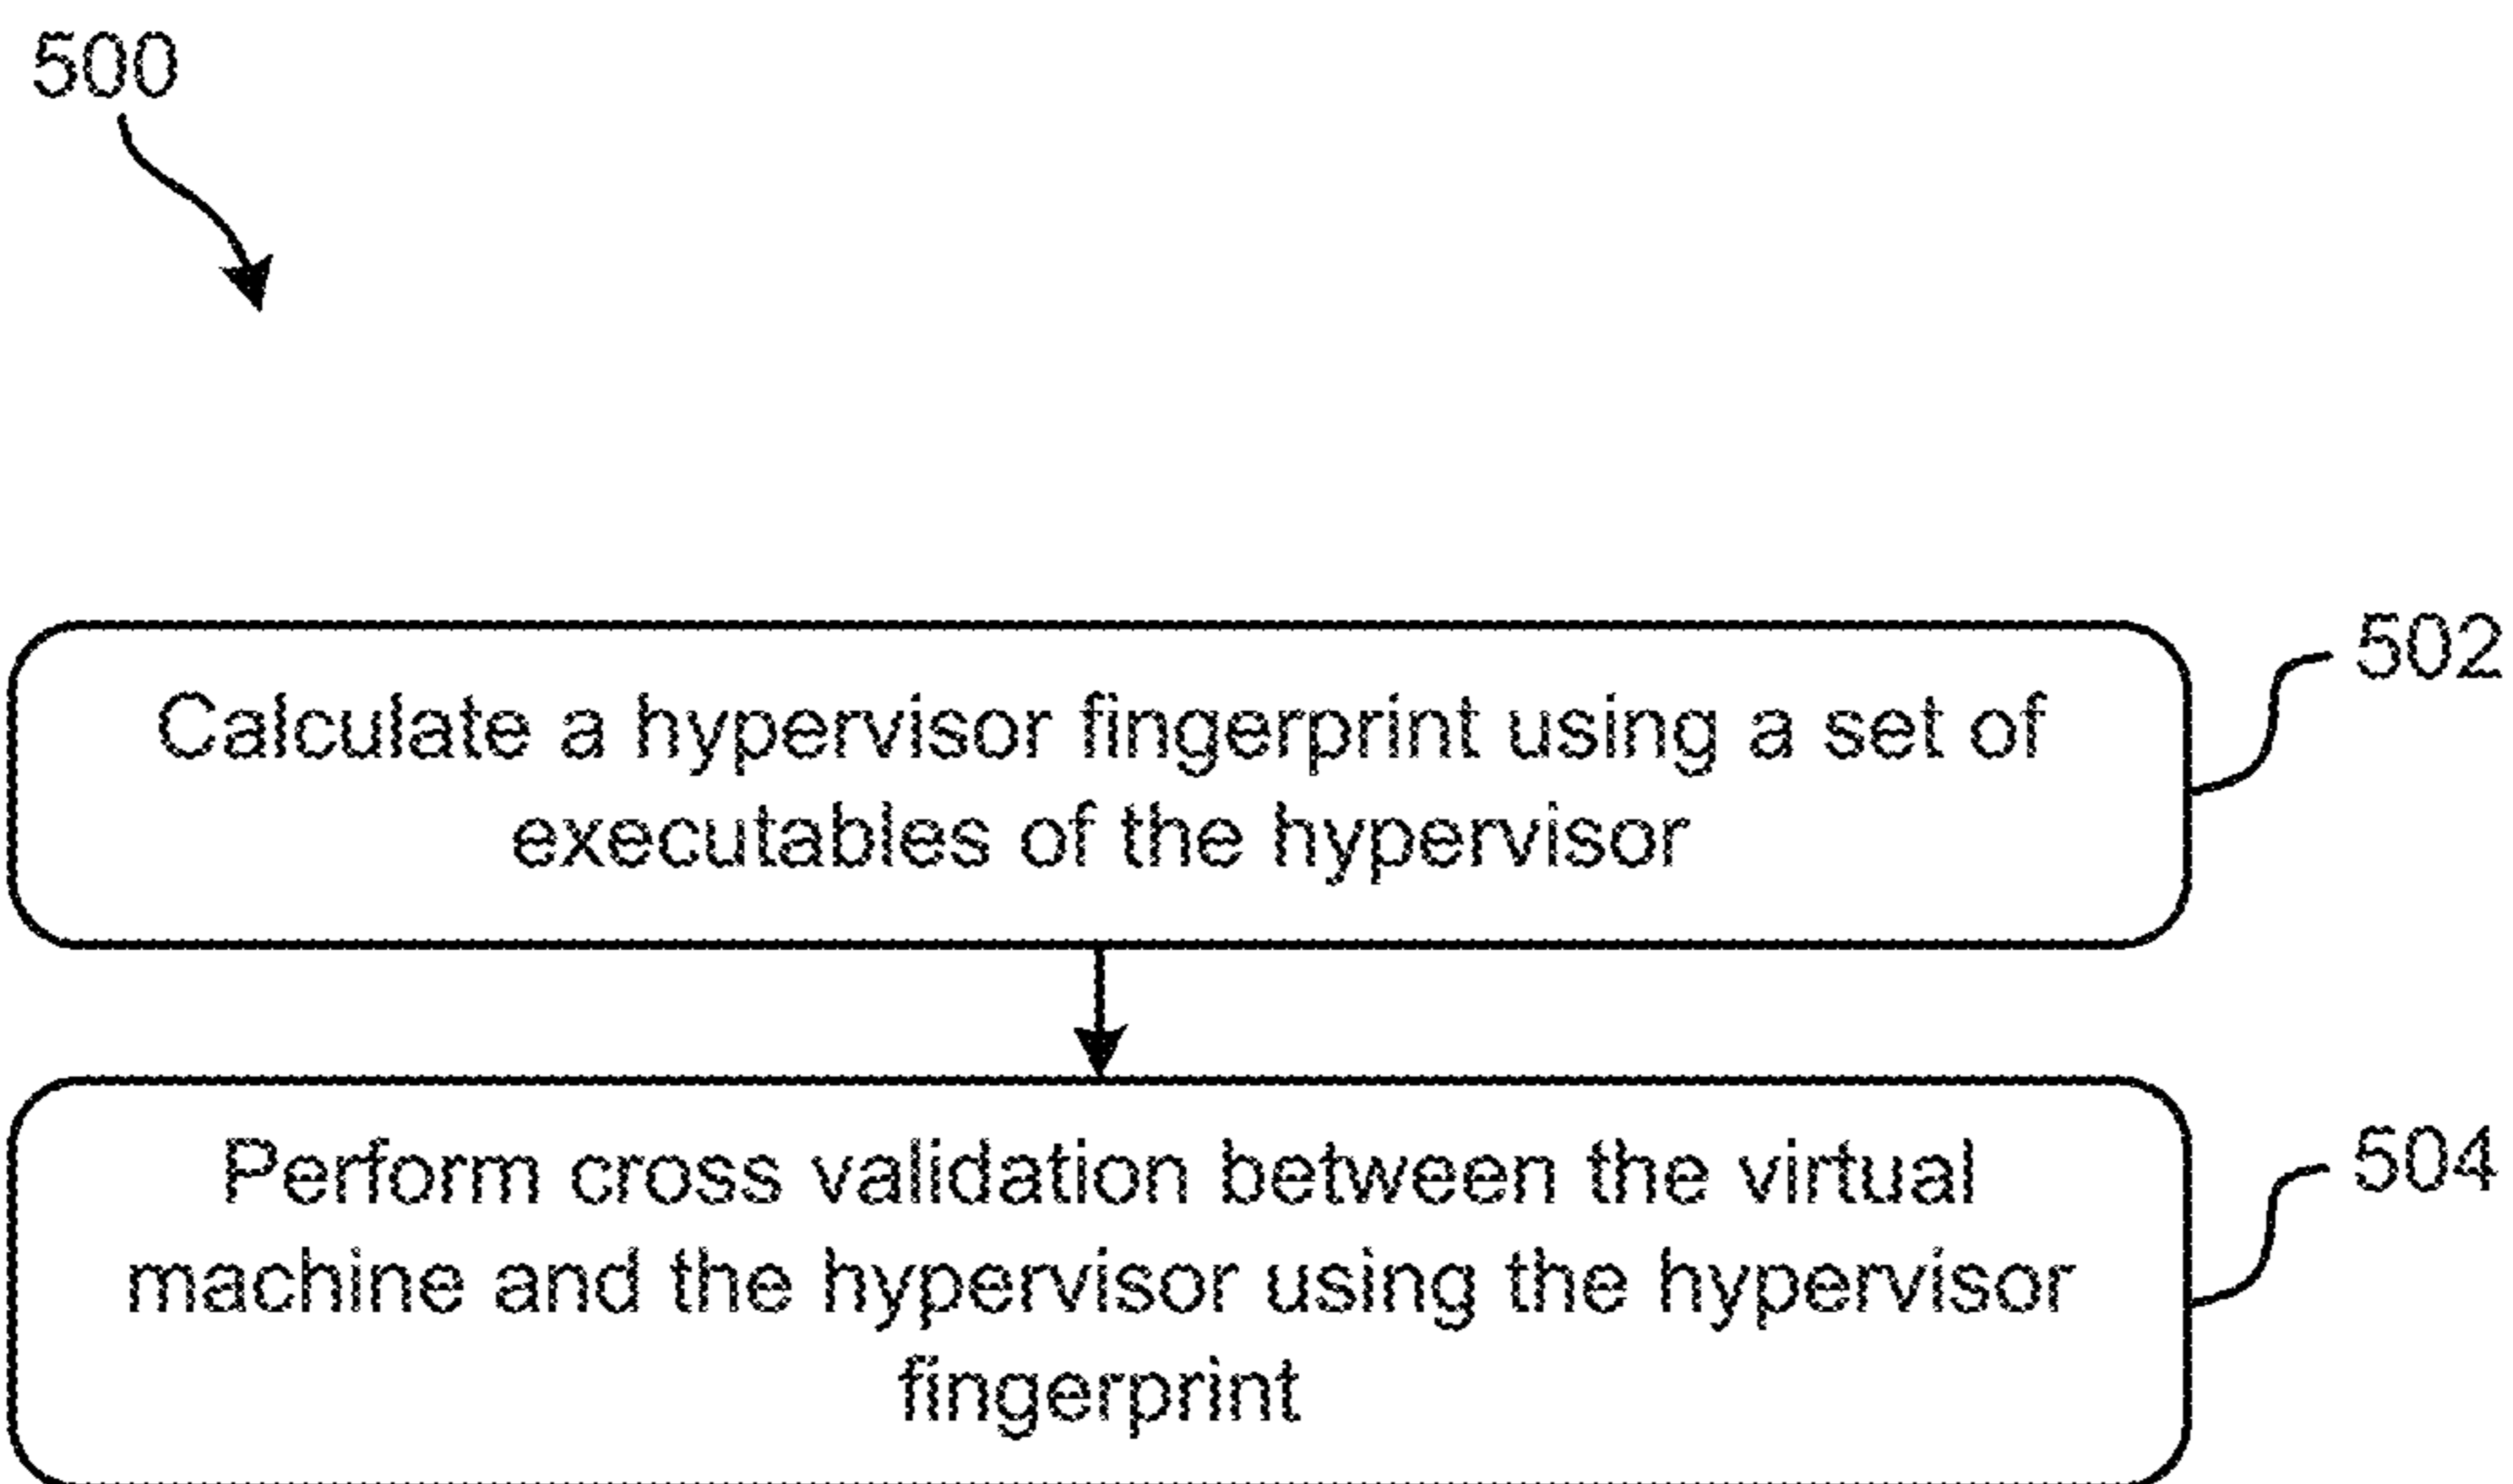 500
502
Calculate a hypervisor fingerprint using a set of
executables of the hypervisor
504
Perform cross validation between the virtual
machine and the hypervisor using the hypervisor
fingerprint